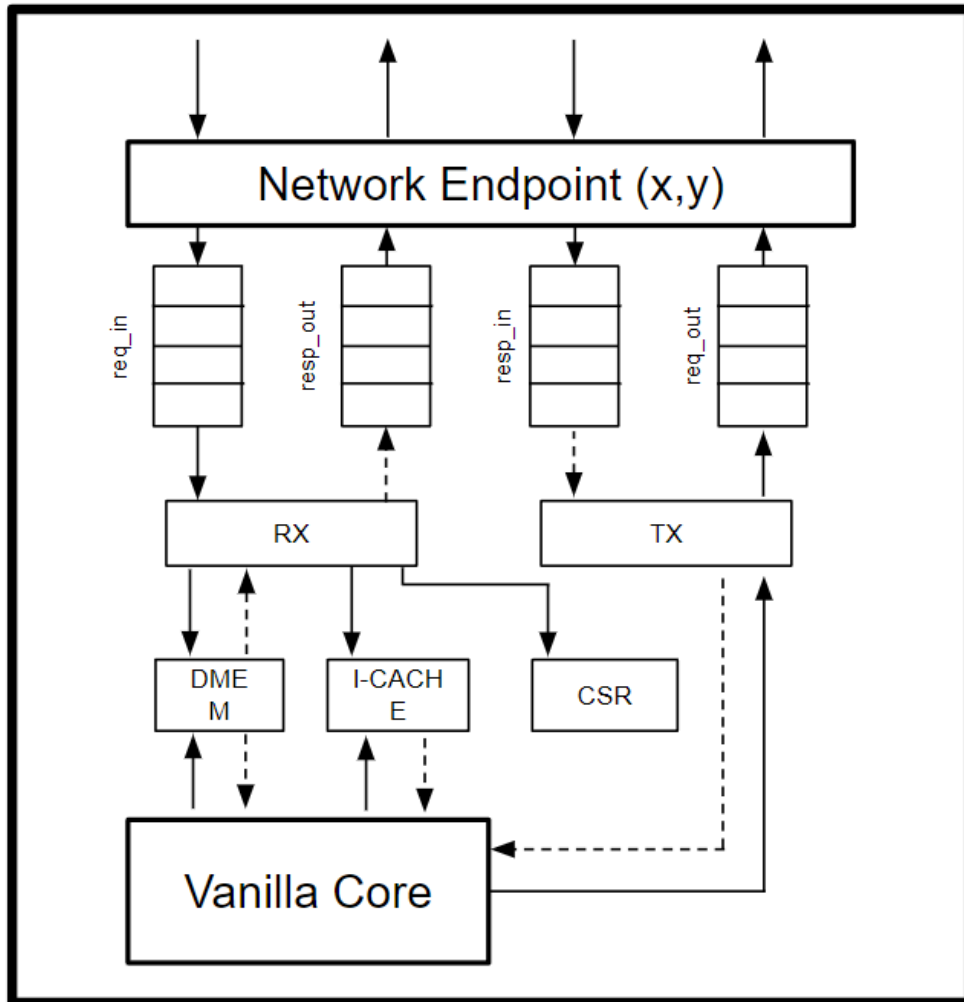 Network Endpoint (x,y)
req_in
resp_out
resp_in
req_out
RX
TX
DME
M
I-CACH
E
CSR
Vanilla Core